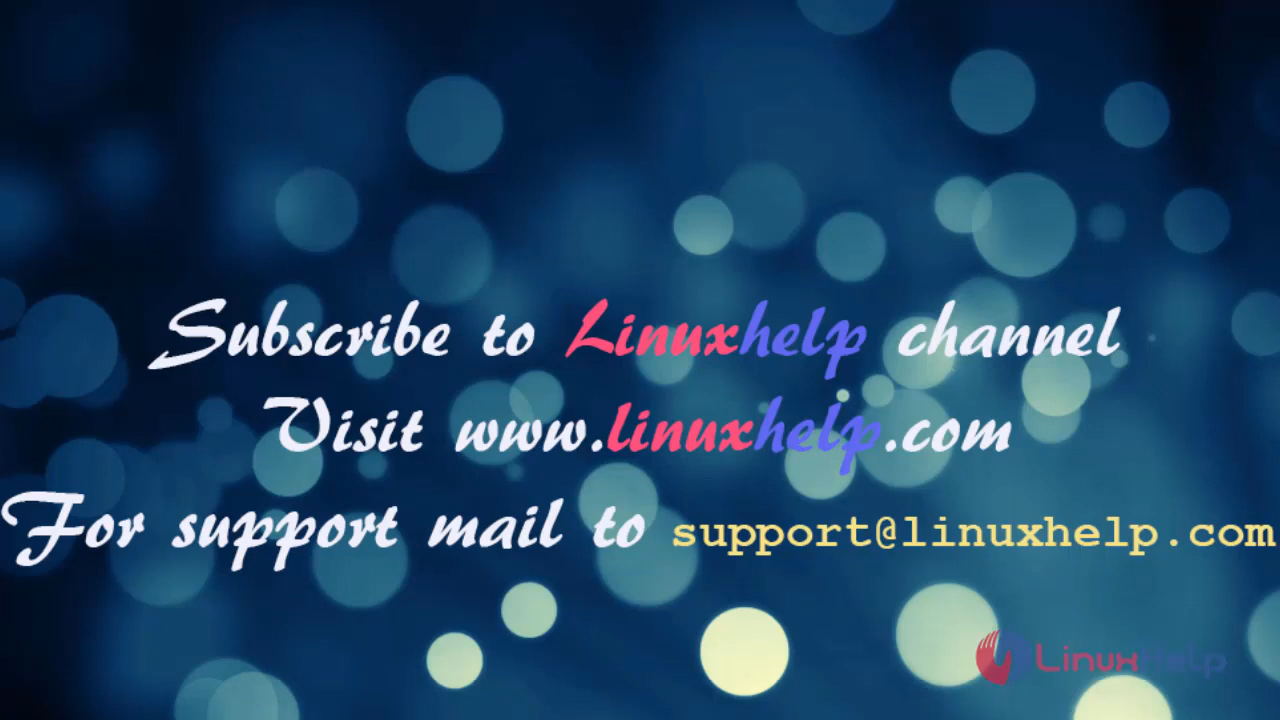 Subscribe to Linuxhelp channel
Visit www.linuxhelp.com
For support mail to support@linuxhelp.com
LinuxHelp